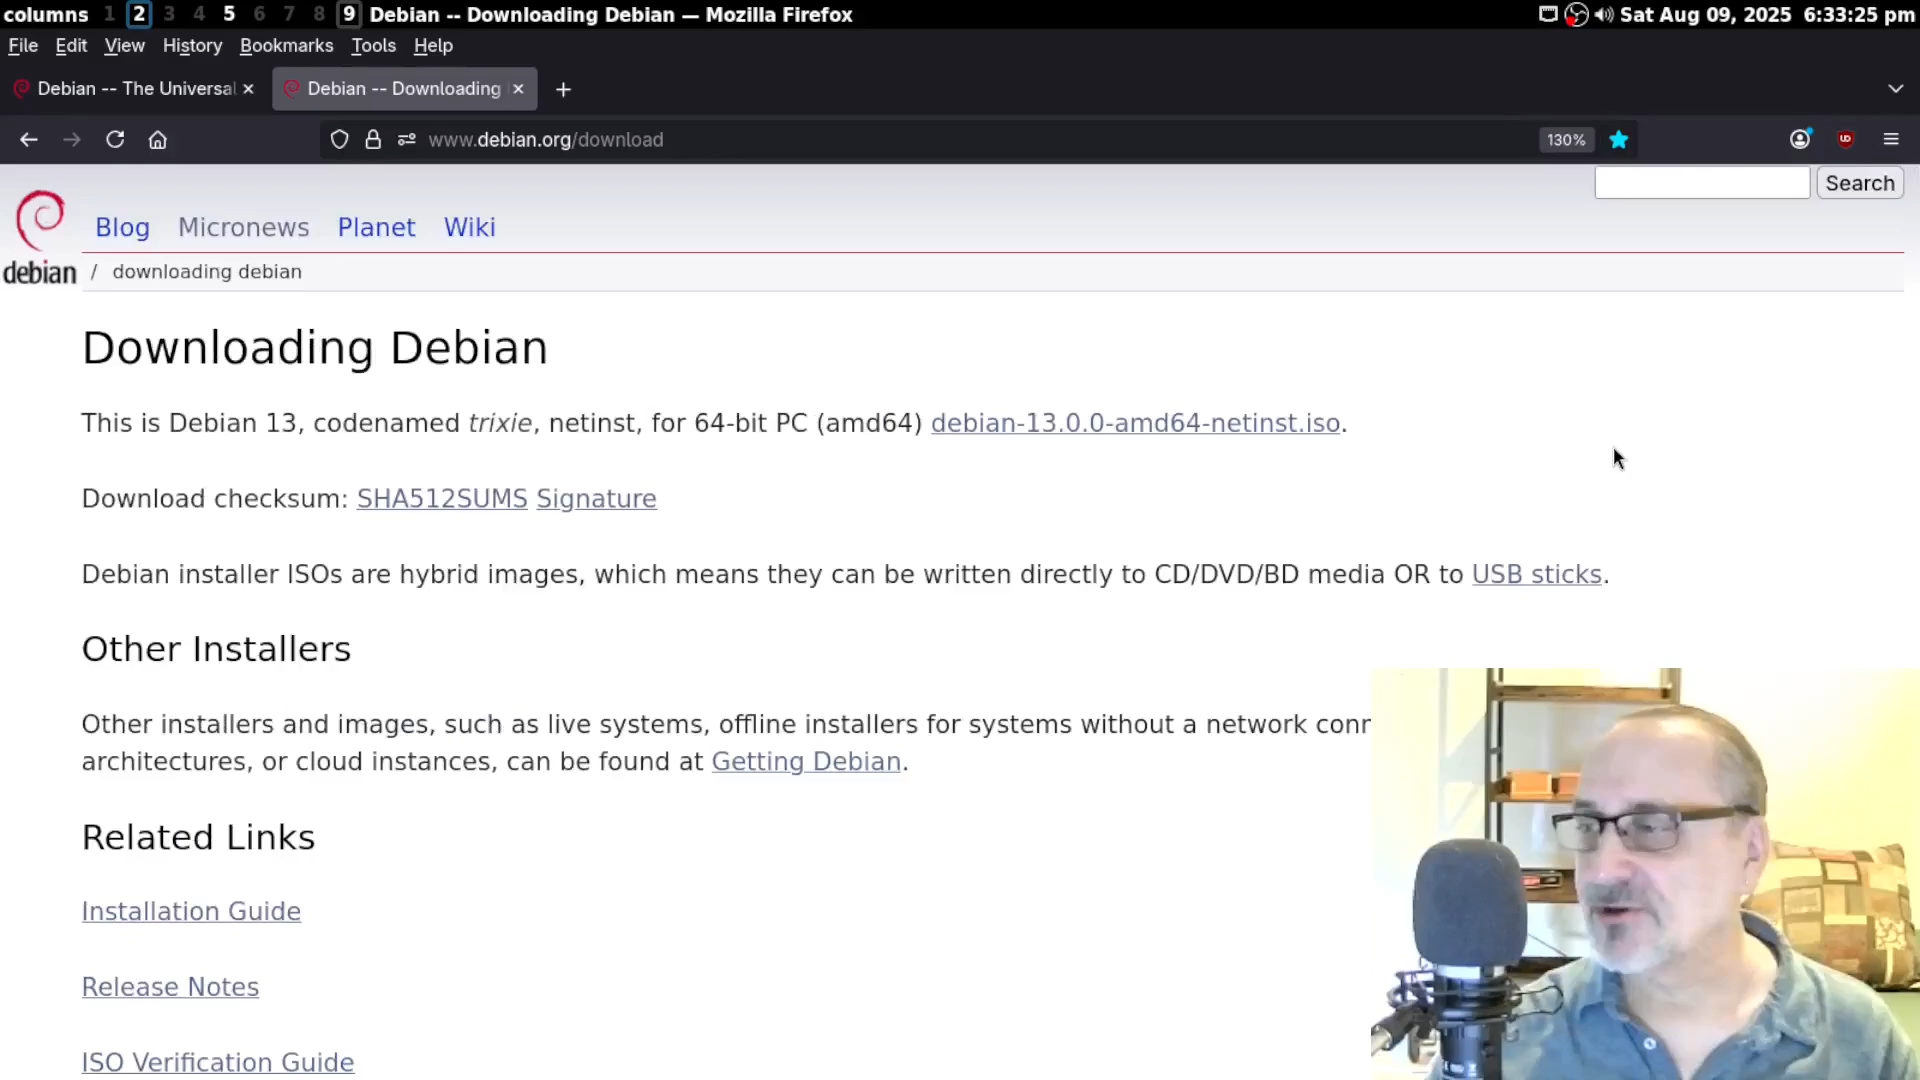 columns 1 2 3 4 5 6 7 8 9 Debian -- Downloading Debian — Mozilla Firefox Sat Aug 09, 2025 6:33:25 pm
File Edit View History Bookmarks Tools Help
Debian -- The Universal Debian -- Downloading
www.debian.org/download 130%
Search
Blog Micronews Planet Wiki
debian / downloading debian
Downloading Debian
This is Debian 13, codenamed trixie, netinst, for 64-bit PC (amd64) debian-13.0.0-amd64-netinst.iso.
Download checksum: SHA512SUMS Signature
Debian installer ISOs are hybrid images, which means they can be written directly to CD/DVD/BD media OR to USB sticks.
Other Installers
Other installers and images, such as live systems, offline installers for systems without a network conn
architectures, or cloud instances, can be found at Getting Debian.
Related Links
Installation Guide
Release Notes
ISO Verification Guide